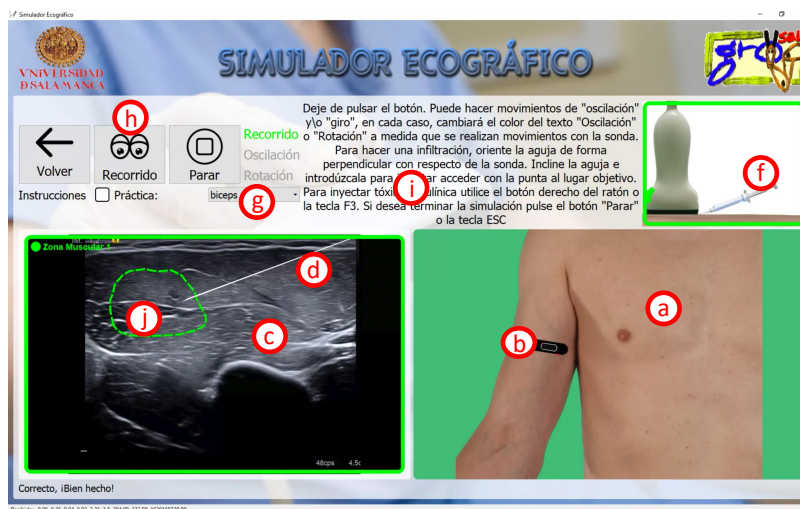 Simulador Ecográfico
VNiVERSiDAD
DSALAMANCA
SIMULADOR ECOGRÁFICO
Deje de pulsar el botón. Puede hacer movimientos de "oscilación"
y\o "giro", en cada caso, cambiará el color del texto "Oscilación"
o "Rotación" a medida que se realizan movimientos con la sonda.
Para hacer una infiltración, oriente la aguja de forma
perpendicular con respecto de la sonda. Incline la aguja e
introdúzcala para acceder con la punta al lugar objetivo.
Para inyectar utilice el botón derecho del ratón o
la tecla F3. Si desea terminar la simulación pulse el botón "Parar"
o la tecla ESC
h
Volver
Recorrido
Parar
Recorrido
Oscilación
Rotación
Instrucciones
Práctica:
biceps
g
i
f
Zona Muscular 1
d
j
c
48cps
a
b
Correcto, ¡Bien hecho!